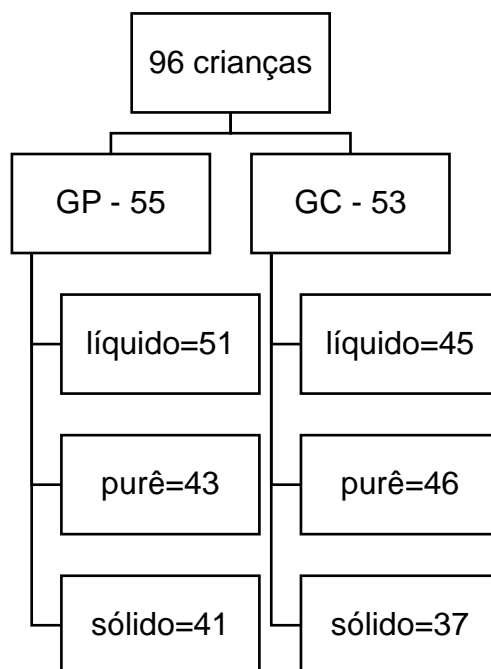 96 crianças
GP - 55
GC - 53
líquido=51
líquido=45
purê=43
purê=46
sólido=41
sólido=37